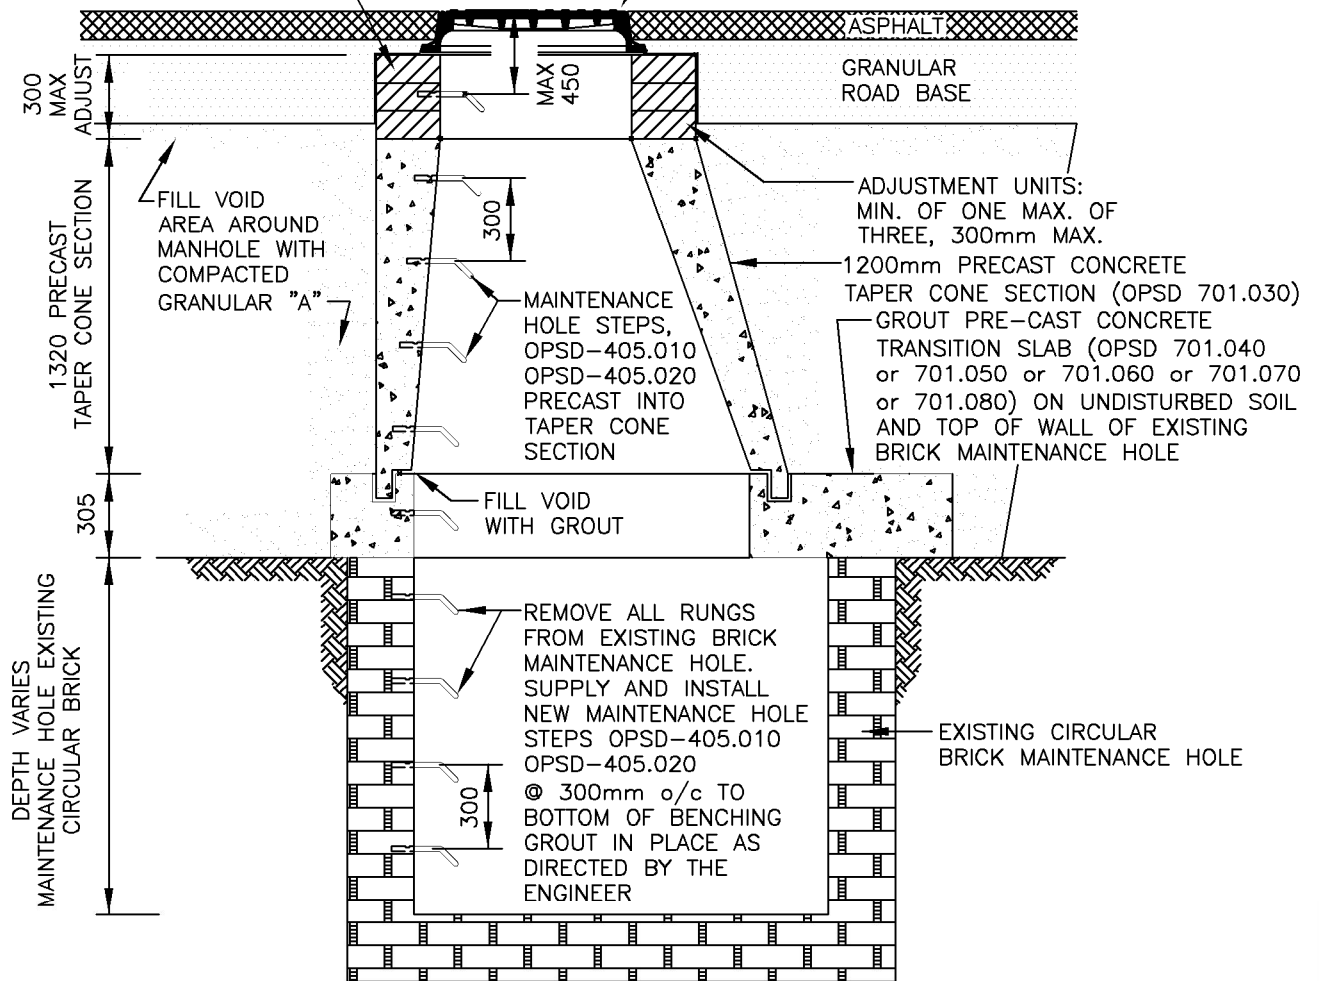 ASPHALT
GRANULAR
ROAD BASE
300
MAX
ADJUST
MAX
450
FILL VOID
AREA AROUND
MANHOLE WITH
COMPACTED
GRANULAR "A"
1320 PRECAST
TAPER CONE SECTION
300
ADJUSTMENT UNITS:
MIN. OF ONE MAX. OF
THREE, 300mm MAX.
1200mm PRECAST CONCRETE
TAPER CONE SECTION (OPSD 701.030)
MAINTENANCE
HOLE STEPS,
OPSD-405.010
OPSD-405.020
PRECAST INTO
TAPER CONE
SECTION
GROUT PRE-CAST CONCRETE
TRANSITION SLAB (OPSD 701.040
or 701.050 or 701.060 or 701.070
or 701.080) ON UNDISTURBED SOIL
AND TOP OF WALL OF EXISTING
BRICK MAINTENANCE HOLE
305
FILL VOID
WITH GROUT
DEPTH VARIES
MAINTENANCE HOLE EXISTING
CIRCULAR BRICK
REMOVE ALL RUNGS
FROM EXISTING BRICK
MAINTENANCE HOLE.
SUPPLY AND INSTALL
NEW MAINTENANCE HOLE
STEPS OPSD-405.010
OPSD-405.020
@ 300mm o/c TO
BOTTOM OF BENCHING
GROUT IN PLACE AS
DIRECTED BY THE
ENGINEER
300
EXISTING CIRCULAR
BRICK MAINTENANCE HOLE